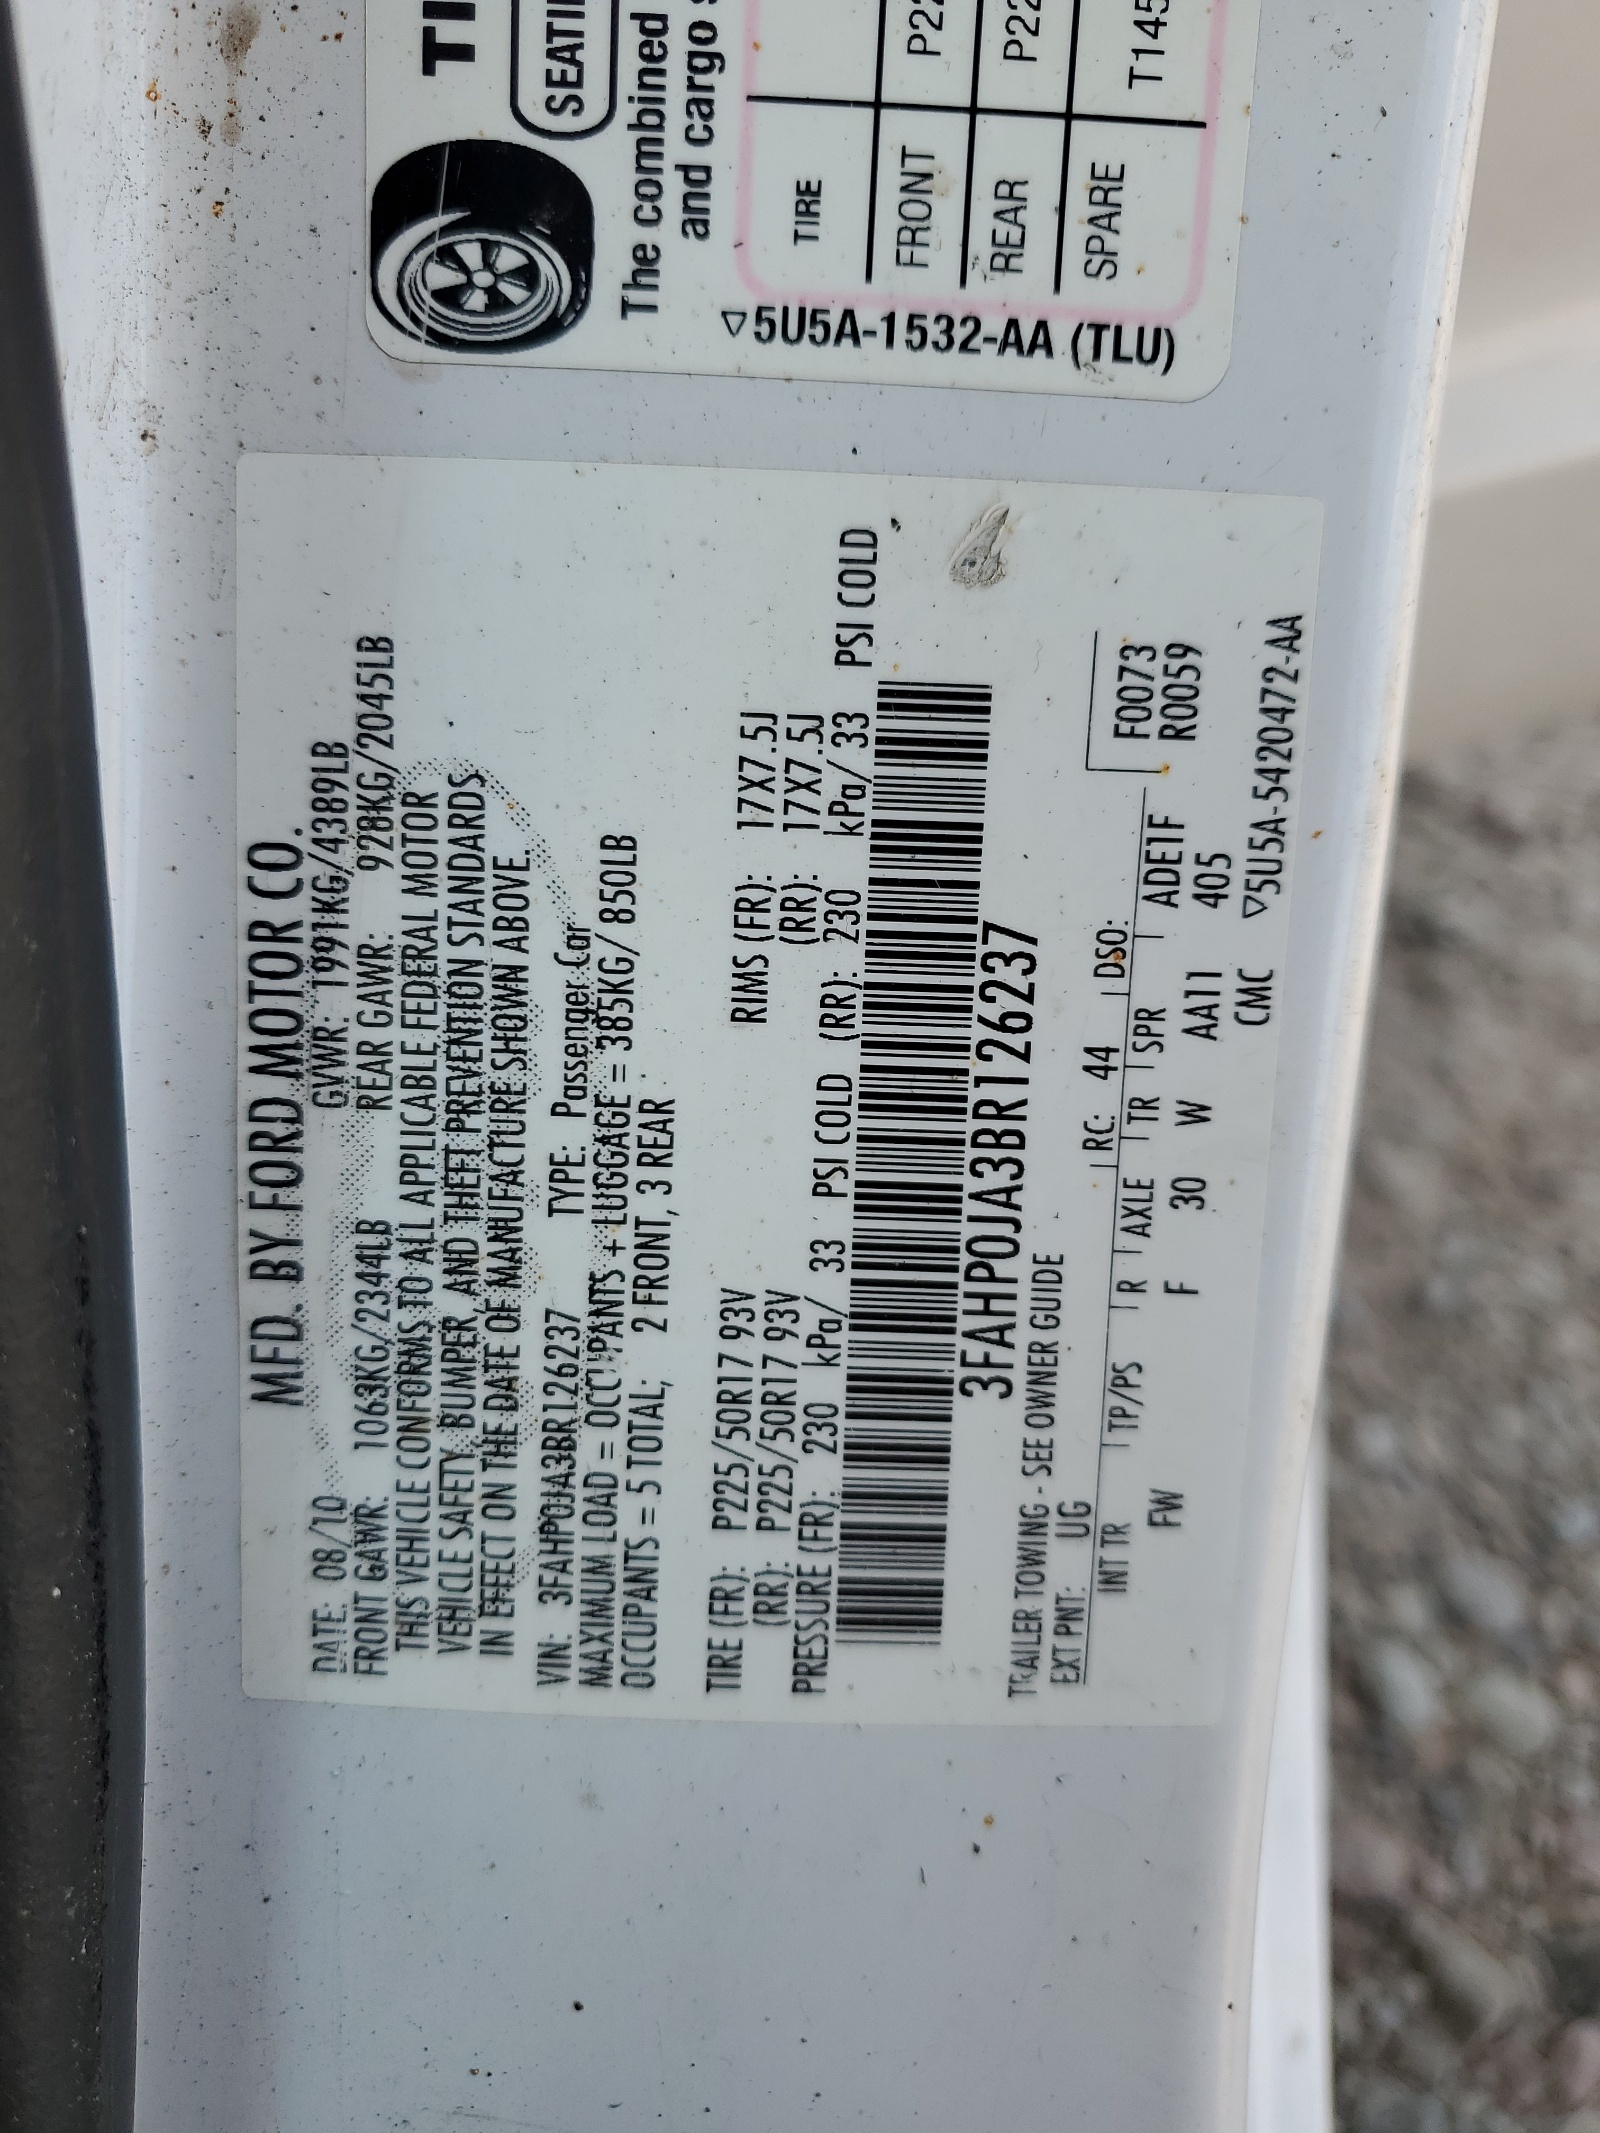 MFD. BY FORD MOTOR CO.
DATE: 08/10 GVWR: 1991KG/4389LB
FRONT GAWR: 1063KG/2344LB REAR GAWR: 928KG/2045LB
THIS VEHICLE CONFORMS TO ALL APPLICABLE FEDERAL MOTOR
VEHICLE SAFETY, BUMPER, AND THEFT PREVENTION STANDARDS
IN EFFECT ON THE DATE OF MANUFACTURE SHOWN ABOVE.
VIN: 3FAHP0JA3BR126237 TYPE: Passenger Car
MAXIMUM LOAD = OCCUPANTS + LUGGAGE = 385KG/ 850LB
OCCUPANTS = 5 TOTAL; 2 FRONT, 3 REAR
TIRE (FR): P225/50R17 93V RIMS (FR): 17X7.5J
(RR): P225/50R17 93V (RR): 17X7.5J
PRESSURE (FR): 230 kPa/ 33 PSI COLD (RR): 230 kPa/ 33 PSI COLD
3FAHP0JA3BR126237
TRAILER TOWING - SEE OWNER GUIDE
EXT PNT: UG RC: 44 DSO: F0073
R0059
INT TR TP/PS R AXLE TR SPR ADE1F
FW F 30 W AA11 405
CMC ▽5U5A-5420472-AA
SEATI
The combined
and cargo
TIRE
FRONT P22
REAR P22
SPARE T145
▽5U5A-1532-AA (TLU)